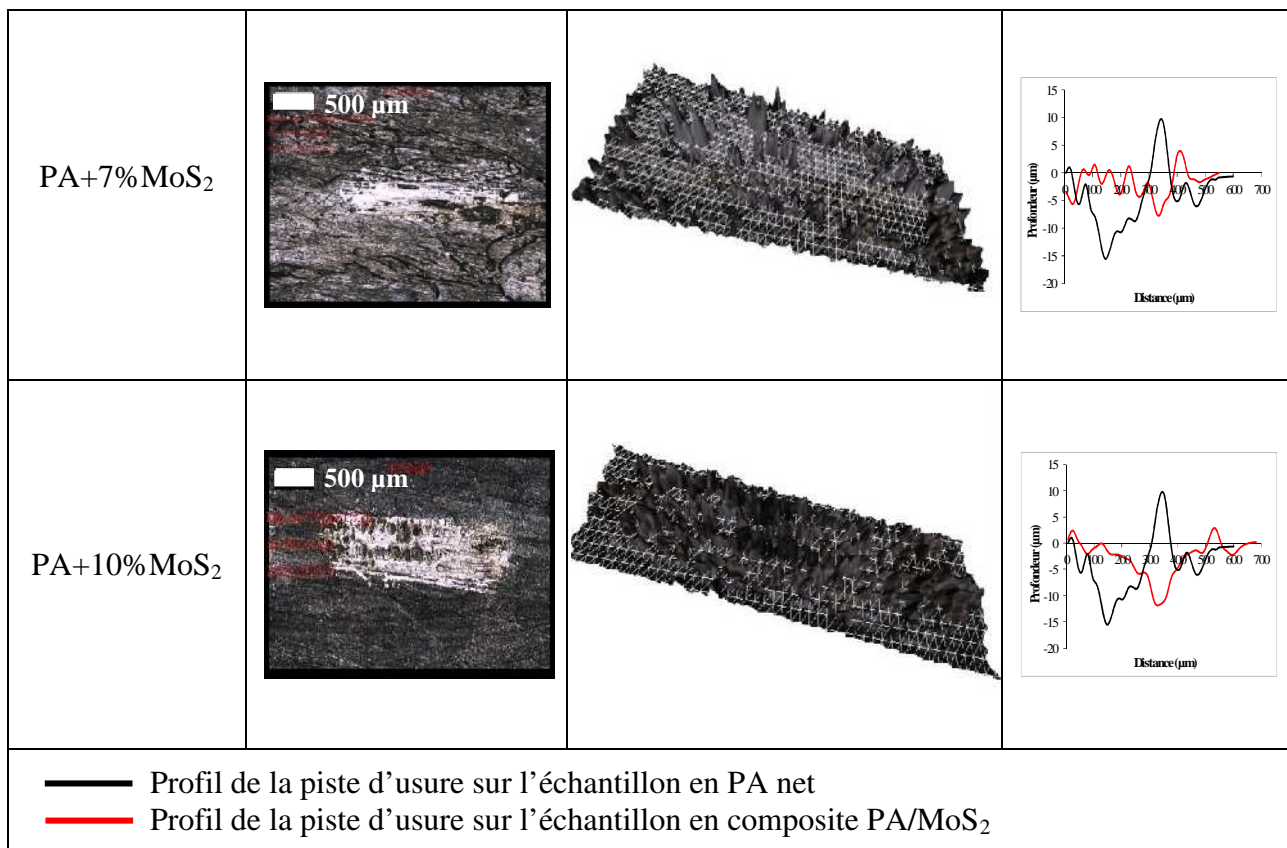 PA+7%MoS₂
500 µm
15
10
5
0
-5
-10
-15
-20
0 100 200 300 400 500 600 700
Profondeur (µm)
Distance (µm)
PA+10%MoS₂
500 µm
15
10
5
0
-5
-10
-15
-20
0 100 200 300 400 500 600 700
Profondeur (µm)
Distance (µm)
Profil de la piste d’usure sur l’échantillon en PA net
Profil de la piste d’usure sur l’échantillon en composite PA/MoS₂